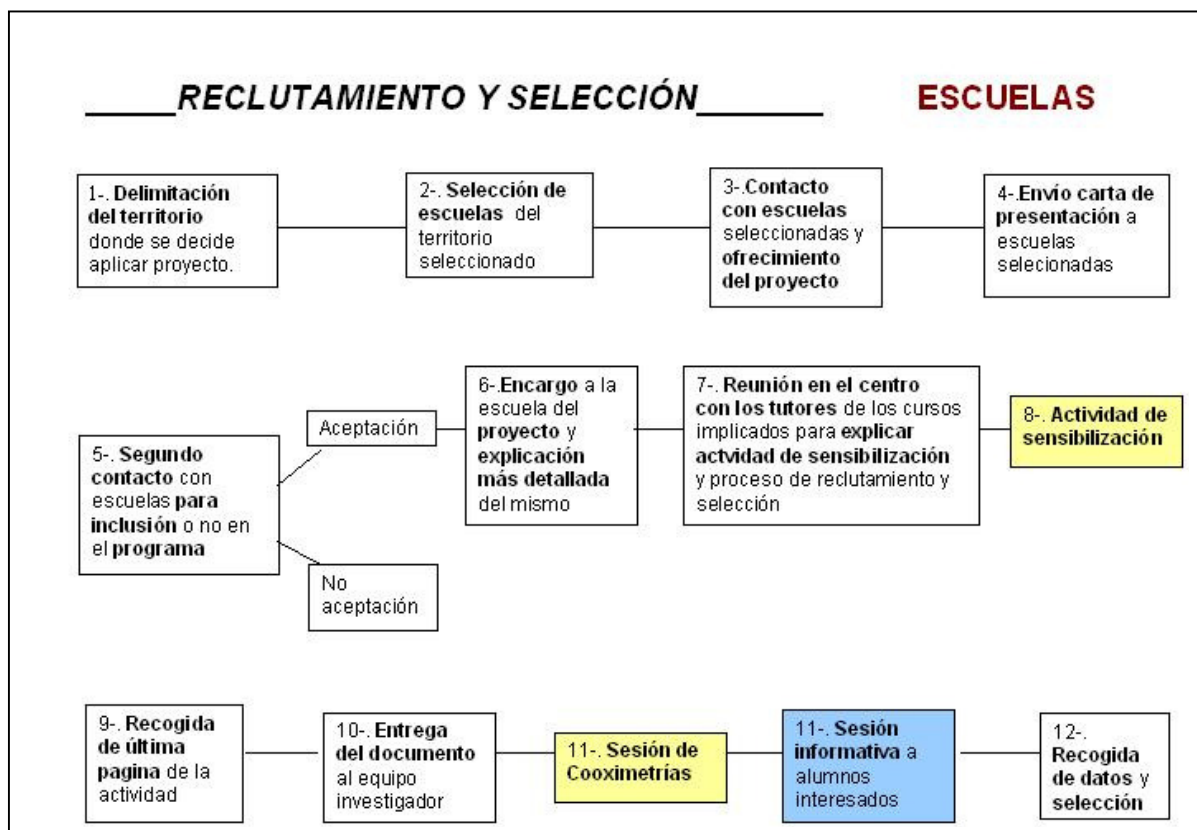 _____RECLUTAMIENTO Y SELECCIÓN_______ ESCUELAS
1-. Delimitación
del territorio
donde se decide
aplicar proyecto.
2-. Selección de
escuelas del
territorio
seleccionado
3-.Contacto
con escuelas
seleccionadas y
ofrecimiento
del proyecto
4-.Envío carta de
presentación a
escuelas
selecionadas
5-. Segundo
contacto con
escuelas para
inclusión o no en
el programa
Aceptación
No
aceptación
6-.Encargo a la
escuela del
proyecto y
explicación
más detallada
del mismo
7-. Reunión en el centro
con los tutores de los cursos
implicados para explicar
actvidad de sensibilización
y proceso de reclutamiento y
selección
8-. Actividad de
sensibilización
9-. Recogida
de última
pagina de la
actividad
10-. Entrega
del documento
al equipo
investigador
11-. Sesión de
Cooximetrías
11-. Sesión
informativa a
alumnos
interesados
12-.
Recogida
de datos y
selección